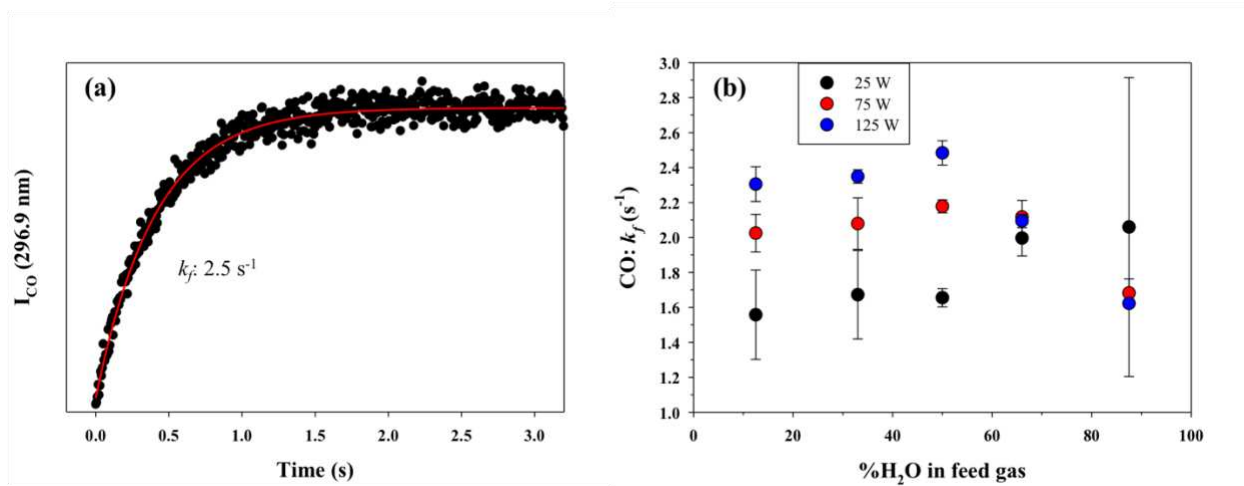 (a)
I_CO (296.9 nm)
k_f: 2.5 s⁻¹
0.0 0.5 1.0 1.5 2.0 2.5 3.0
Time (s)
(b)
25 W
75 W
125 W
CO: k_f (s⁻¹)
3.0
2.8
2.6
2.4
2.2
2.0
1.8
1.6
1.4
1.2
1.0
0 20 40 60 80 100
%H₂O in feed gas